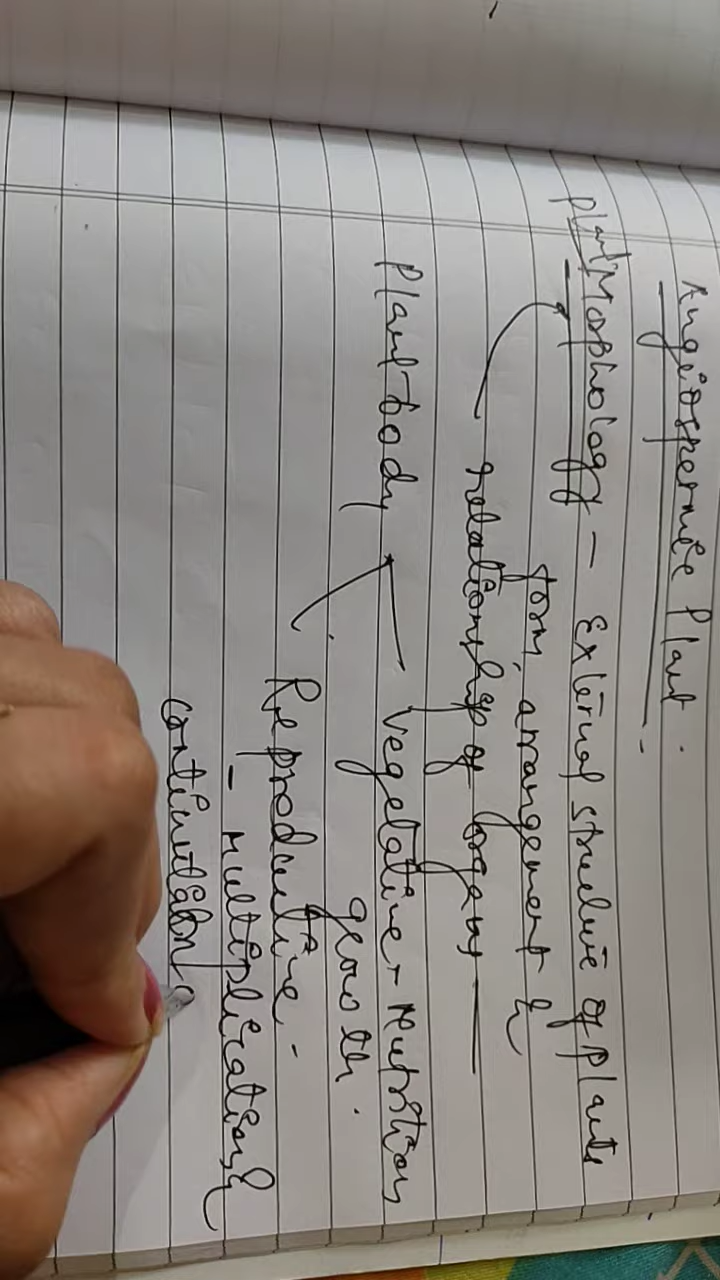 Angiospermic Plant.
Plant Morphology – External structure of plants
form, arrangement &
relationship of organs
Plant body Vegetative - Nutrition
growth.
Reproductive -
- Multiplication &
Continuation